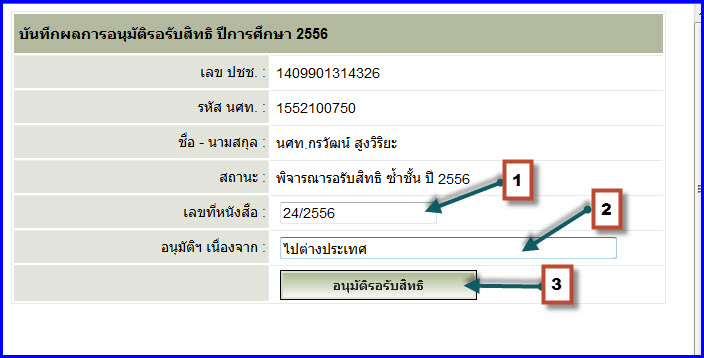 บันทึกผลการอนุมัติรอรับสิทธิ ปีการศึกษา 2556
เลข ปชช. : 1409901314326
รหัส นศท. : 1552100750
ชื่อ - นามสกุล : นศท.กรวัฒน์ สูงวิริยะ
สถานะ : พิจารณารอรับสิทธิ ซ้ำชั้น ปี 2556
1
เลขที่หนังสือ : 24/2556
2
อนุมัติฯ เนื่องจาก : ไปต่างประเทศ
อนุมัติรอรับสิทธิ 3